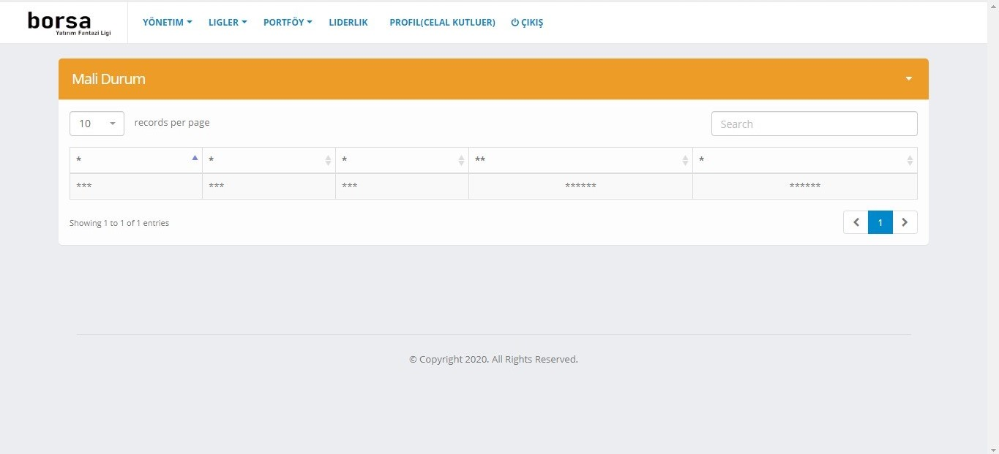 borsa
Yatırım Fantazi Ligi
YÖNETIM LIGLER PORTFÖY LIDERLIK PROFIL(CELAL KUTLUER) ÇIKIŞ
Mali Durum
10 records per page Search
* * * ** *
*** *** *** ****** ******
Showing 1 to 1 of 1 entries
1
© Copyright 2020. All Rights Reserved.